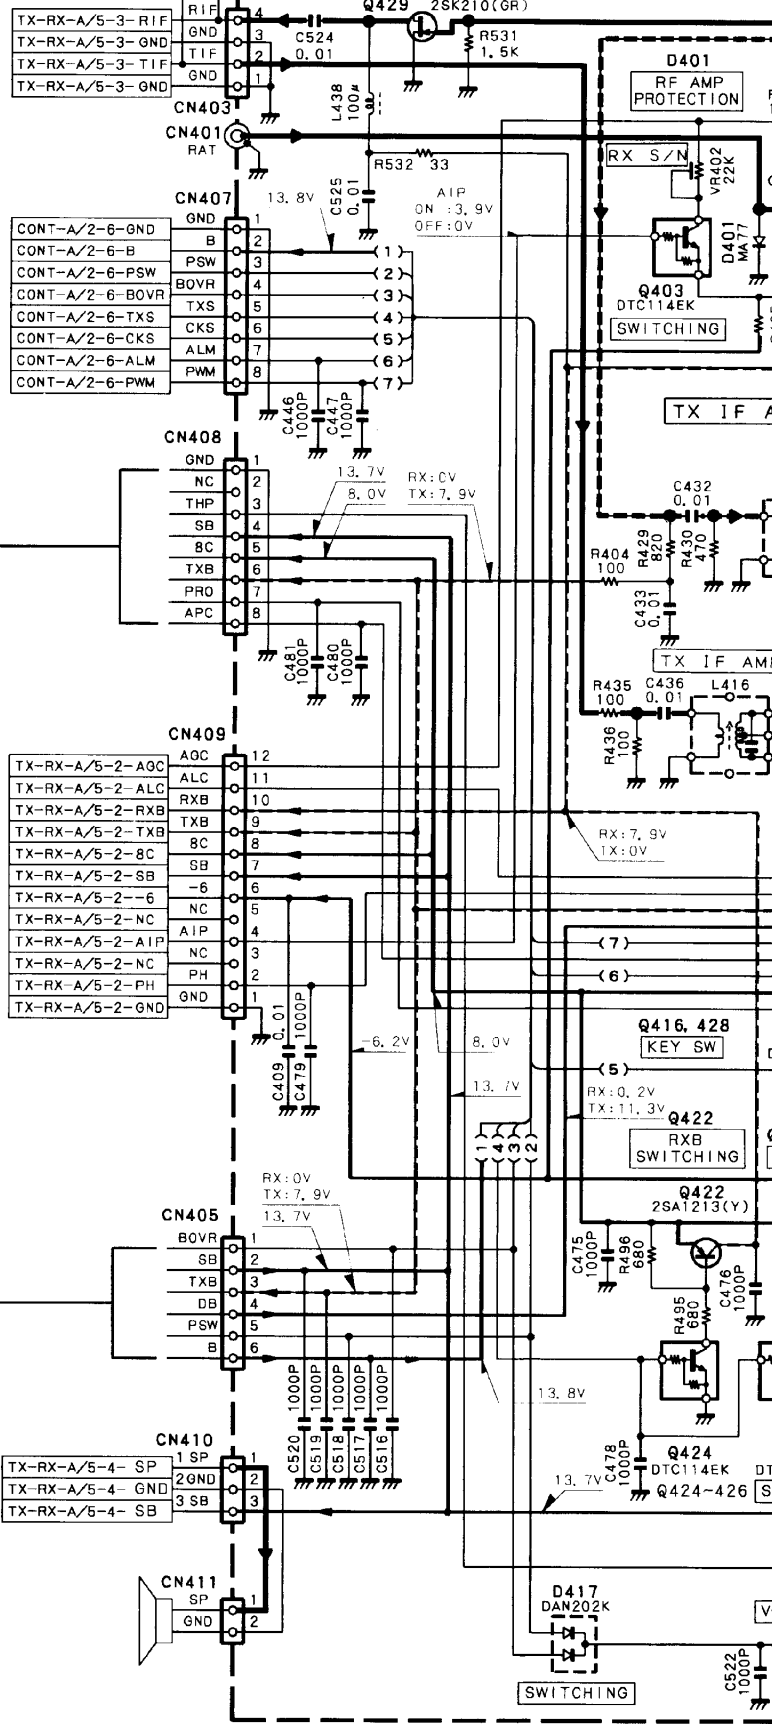 RIF 4
TX-RX-A/5-3-RIF
GND 3
TX-RX-A/5-3-GND
TIF 2
TX-RX-A/5-3-TIF
GND 1
TX-RX-A/5-3-GND
CN403
Q429
2SK210(GR)
C524
0.01
R531
1.5K
L438
100μ
D401
RF AMP
PROTECTION
CN401
RAT
R532 33
C525
0.01
RX S/N
VR402
22K
CN407
13.8V
AIP
ON :3.9V
OFF:0V
D401
MA77
Q403
DTC114EK
SWITCHING
CONT-A/2-6-GND GND 1
CONT-A/2-6-B B 2
CONT-A/2-6-PSW PSW 3
CONT-A/2-6-BOVR BOVR 4
CONT-A/2-6-TXS TXS 5
CONT-A/2-6-CKS CKS 6
CONT-A/2-6-ALM ALM 7
CONT-A/2-6-PWM PWM 8
(1)
(2)
(3)
(4)
(5)
(6)
(7)
C446
1000P
C447
1000P
TX IF A
CN408
GND 1
NC 2
THP 3
SB 4
8C 5
TXB 6
PRO 7
APC 8
13.7V
8.0V
RX:0V
TX:7.9V
C432
0.01
R429
820
R430
470
R404
100
C433
0.01
C481
1000P
C480
1000P
TX IF AM
R435
100
C436
0.01
L416
R436
100
CN409
TX-RX-A/5-2-AGC AGC 12
TX-RX-A/5-2-ALC ALC 11
TX-RX-A/5-2-RXB RXB 10
TX-RX-A/5-2-TXB TXB 9
TX-RX-A/5-2-8C 8C 8
TX-RX-A/5-2-SB SB 7
TX-RX-A/5-2--6 -6 6
TX-RX-A/5-2-NC NC 5
TX-RX-A/5-2-AIP AIP 4
TX-RX-A/5-2-NC NC 3
TX-RX-A/5-2-PH PH 2
TX-RX-A/5-2-GND GND 1
RX:7.9V
TX:0V
(7)
(6)
C409
0.01
C479
1000P
-6.2V
8.0V
13.7V
Q416,428
KEY SW
(5)
RX:0.2V
TX:11.3V
Q422
RXB
SWITCHING
(1) (4) (3) (2)
RX:0V
TX:7.9V
13.7V
Q422
2SA1213(Y)
CN405
BOVR 1
SB 2
TXB 3
DB 4
PSW 5
B 6
C475
1000P
R496
680
C476
1000P
R495
680
C520 1000P
C519 1000P
C518 1000P
C517 1000P
C516 1000P
13.8V
C478
1000P
Q424
DTC114EK
Q424~426
13.7V
CN410
TX-RX-A/5-4- SP 1 SP 1
TX-RX-A/5-4- GND 2 GND 2
TX-RX-A/5-4- SB 3 SB 3
CN411
SP 1
GND 2
D417
DAN202K
SWITCHING
C522
1000P